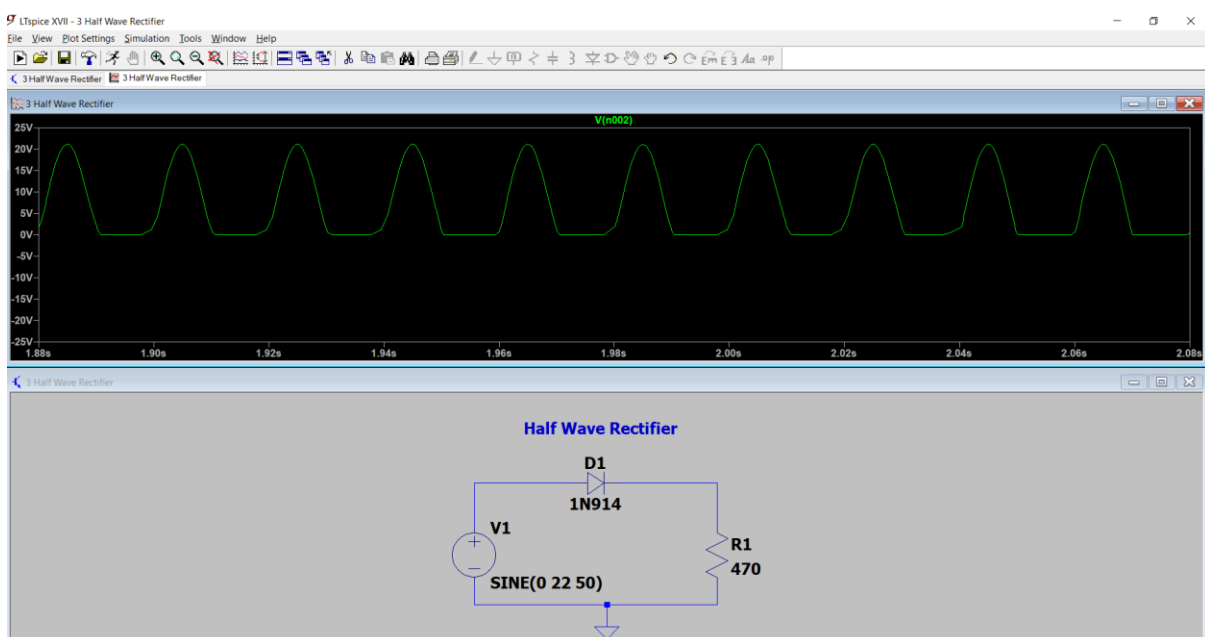 LTspice XVII - 3 Half Wave Rectifier
File View Plot Settings Simulation Tools Window Help
3 Half Wave Rectifier 3 Half Wave Rectifier
3 Half Wave Rectifier
V(n002)
25V
20V
15V
10V
5V
0V
-5V
-10V
-15V
-20V
-25V
1.88s 1.90s 1.92s 1.94s 1.96s 1.98s 2.00s 2.02s 2.04s 2.06s 2.08s
3 Half Wave Rectifier
Half Wave Rectifier
D1
1N914
V1
SINE(0 22 50)
R1
470